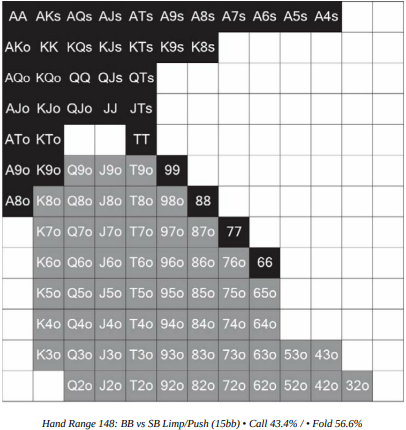 AA AKs AQs AJs ATs A9s A8s A7s A6s A5s A4s
AKo KK KQs KJs KTs K9s K8s
AQo KQo QQ QJs QTs
AJo KJo QJo JJ JTs
ATo KTo TT
A9o K9o Q9o J9o T9o 99
A8o K8o Q8o J8o T8o 98o 88
K7o Q7o J7o T7o 97o 87o 77
K6o Q6o J6o T6o 96o 86o 76o 66
K5o Q5o J5o T5o 95o 85o 75o 65o
K4o Q4o J4o T4o 94o 84o 74o 64o
K3o Q3o J3o T3o 93o 83o 73o 63o 53o 43o
Q2o J2o T2o 92o 82o 72o 62o 52o 42o 32o
Hand Range 148: BB vs SB Limp/Push (15bb) • Call 43.4% / • Fold 56.6%